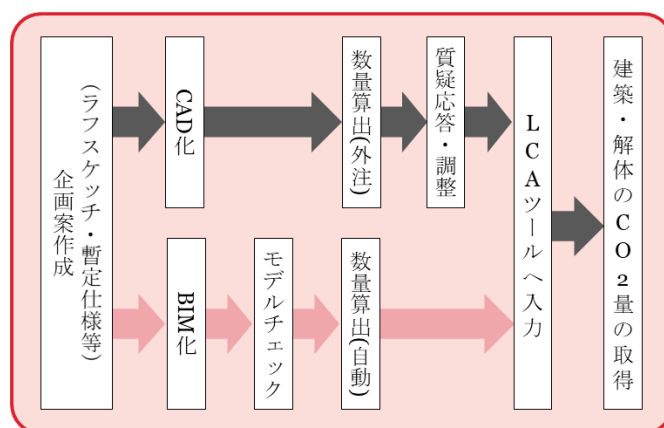 企画案作成
(ラフスケッチ・暫定仕様等)
CAD化
数量算出(外注)
質疑応答・調整
BIM化
モデルチェック
数量算出(自動)
LCAツールへ入力
建築・解体のCO2量の取得